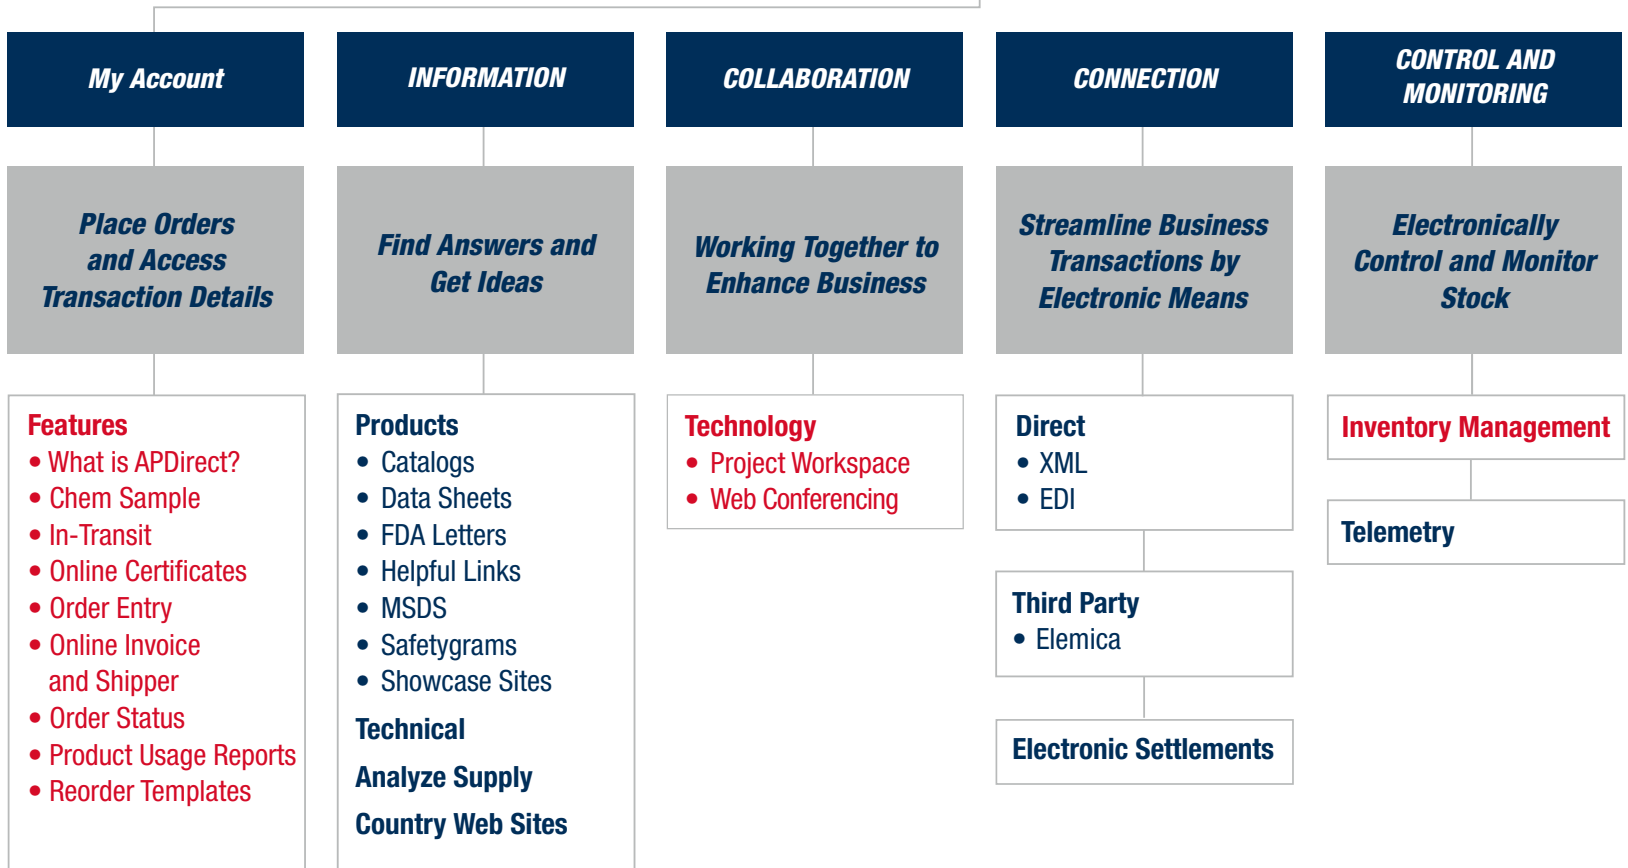 My Account
Place Orders
and Access
Transaction Details
Features
• What is APDirect?
• Chem Sample
• In-Transit
• Online Certificates
• Order Entry
• Online Invoice
and Shipper
• Order Status
• Product Usage Reports
• Reorder Templates
INFORMATION
Find Answers and
Get Ideas
Products
• Catalogs
• Data Sheets
• FDA Letters
• Helpful Links
• MSDS
• Safetygrams
• Showcase Sites
Technical
Analyze Supply
Country Web Sites
COLLABORATION
Working Together to
Enhance Business
Technology
• Project Workspace
• Web Conferencing
CONNECTION
Streamline Business
Transactions by
Electronic Means
Direct
• XML
• EDI
Third Party
• Elemica
Electronic Settlements
CONTROL AND
MONITORING
Electronically
Control and Monitor
Stock
Inventory Management
Telemetry